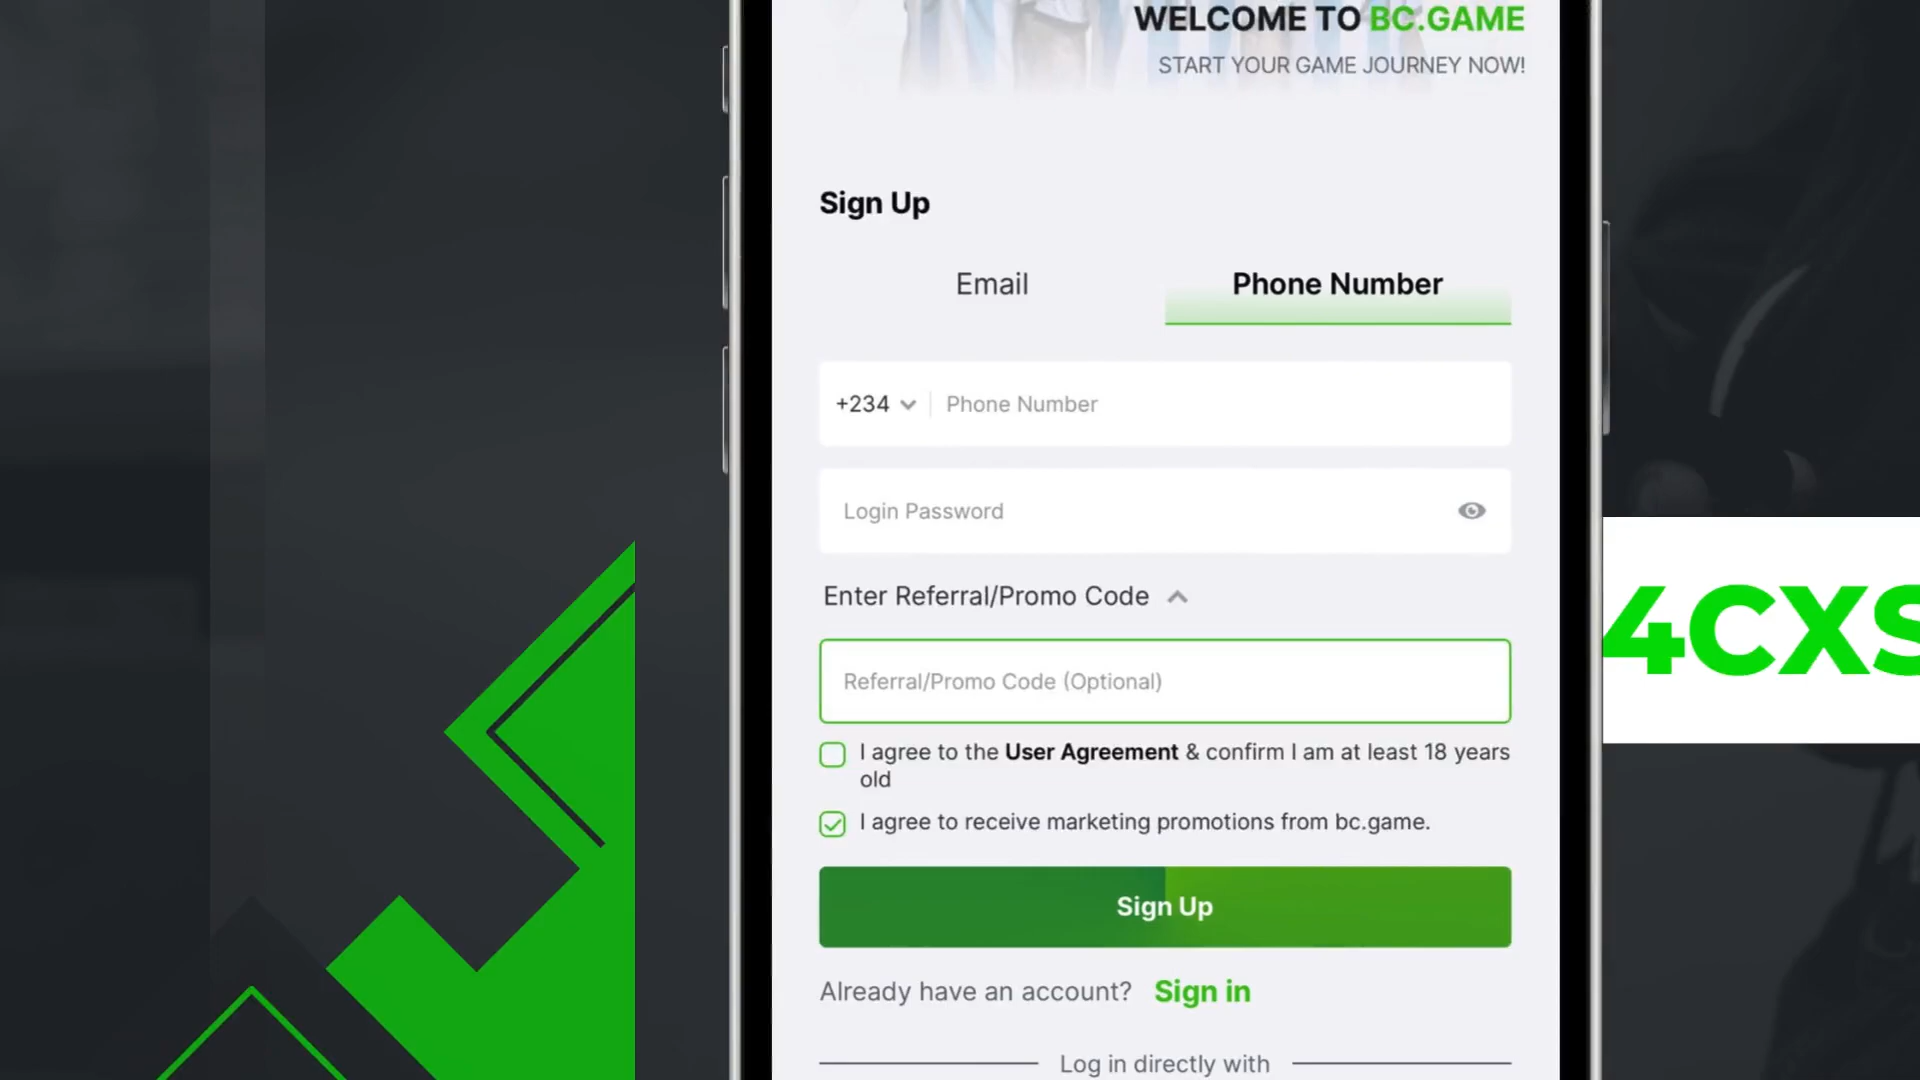 WELCOME TO BC.GAME
START YOUR GAME JOURNEY NOW!
Sign Up
Email
Phone Number
+234
Phone Number
Login Password
Enter Referral/Promo Code
Referral/Promo Code (Optional)
4CXS
I agree to the User Agreement & confirm I am at least 18 years
old
I agree to receive marketing promotions from bc.game.
Sign Up
Already have an account? Sign in
Log in directly with